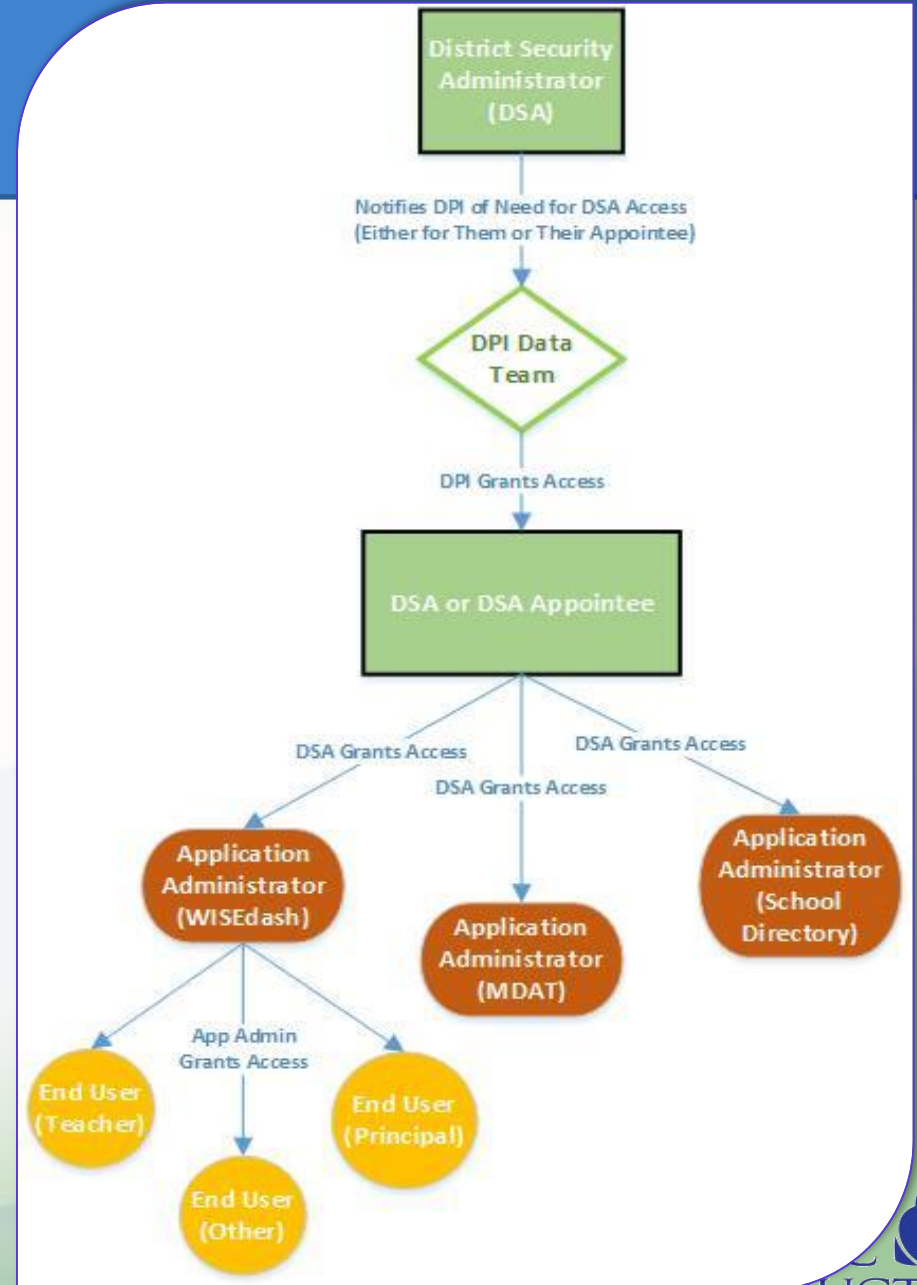 District Security
Administrator
(DSA)
Notifies DPI of Need for DSA Access
(Either for Them or Their Appointee)
DPI Data
Team
DPI Grants Access
DSA or DSA Appointee
DSA Grants Access
DSA Grants Access
DSA Grants Access
Application
Administrator
(WISEdash)
Application
Administrator
(MDAT)
Application
Administrator
(School
Directory)
App Admin
Grants Access
End User
(Teacher)
End User
(Other)
End User
(Principal)